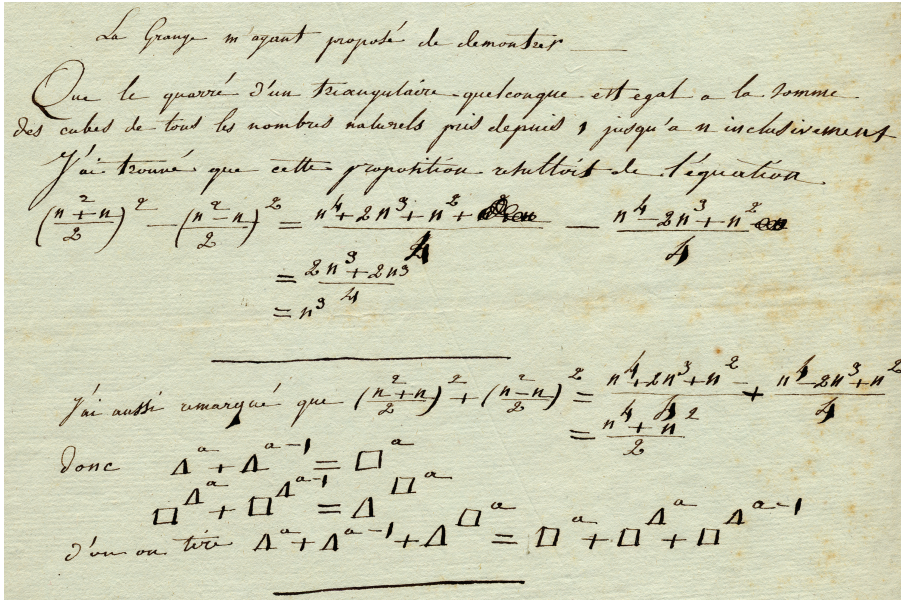 La Grange m'ayant proposé de demontrer
Que le quarré d'un triangulaire quelconque est egal a la somme
des cubes de tous les nombres naturels pris depuis 1 jusqu'a n inclusivement
J'ai trouvé que cette proposition resultoit de l'équation
(n²+n/2)² − (n²−n/2)² = n⁴+2n³+n²+/4 − n⁴−2n³+n²/4
= 2n³+2n³/4
= n³
J'ai aussi remarqué que (n²+n/2)² + (n²−n/2)² = n⁴+2n³+n²/4 + n⁴−2n³+n²/4
= n⁴+n²/2
donc Δ^a + Δ^a−1 = □^a
□^Δ^a + □^Δ^a−1 = Δ^□^a
d'ou on tire Δ^a + Δ^a−1 + Δ^□^a = □^a + □^Δ^a + □^Δ^a−1